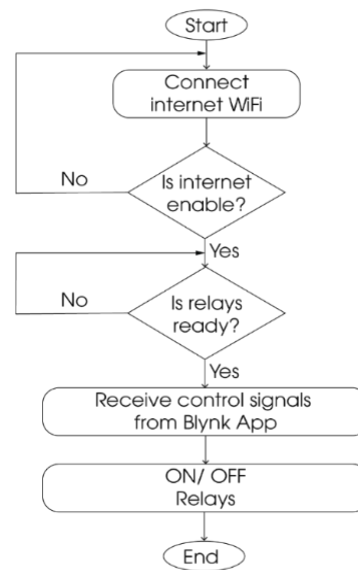 Start
Connect
internet WiFi
Is internet
enable?
No
Yes
Is relays
ready?
No
Yes
Receive control signals
from Blynk App
ON/ OFF
Relays
End